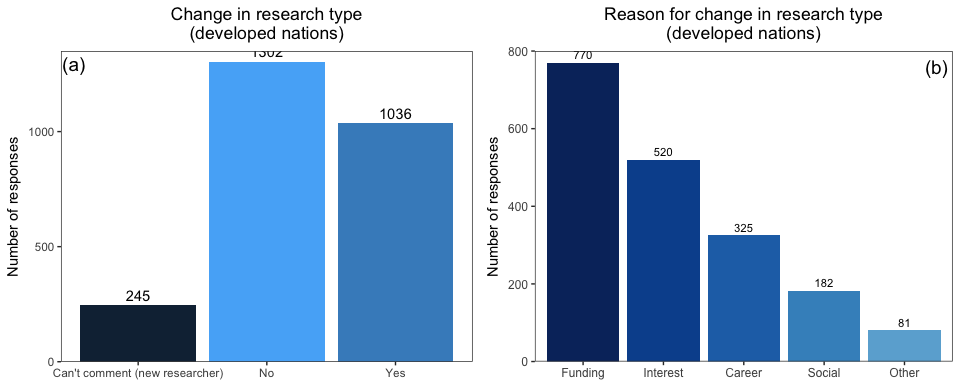 Change in research type
(developed nations)
(a)
Number of responses
1000
500
0
245
1302
1036
Can't comment (new researcher)
No
Yes
Reason for change in research type
(developed nations)
(b)
Number of responses
800
600
400
200
0
770
520
325
182
81
Funding
Interest
Career
Social
Other